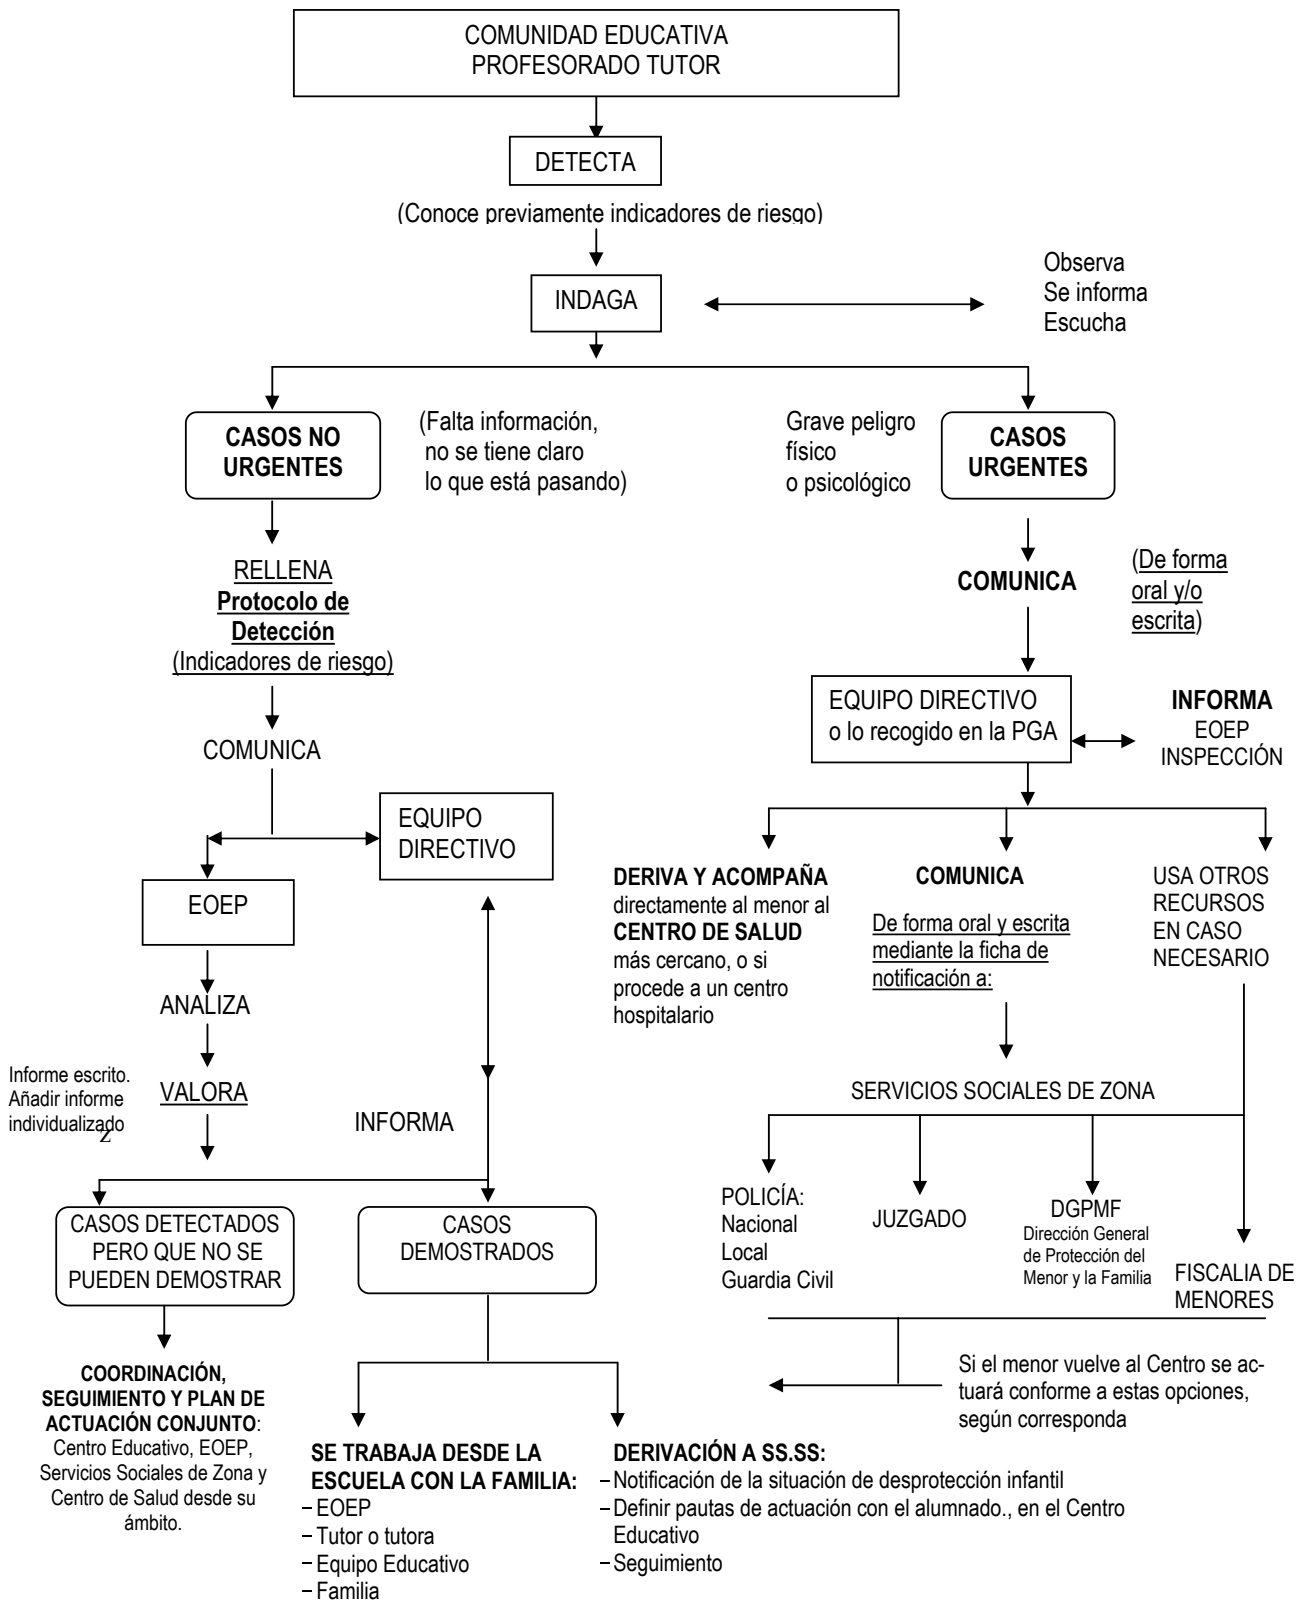 COMUNIDAD EDUCATIVA
PROFESORADO TUTOR
DETECTA
(Conoce previamente indicadores de riesgo)
INDAGA
Observa
Se informa
Escucha
CASOS NO
URGENTES
(Falta información,
no se tiene claro
lo que está pasando)
Grave peligro
físico
o psicológico
CASOS
URGENTES
RELLENA
Protocolo de
Detección
(Indicadores de riesgo)
COMUNICA
(De forma
oral y/o
escrita)
COMUNICA
EQUIPO DIRECTIVO
o lo recogido en la PGA
INFORMA
EOEP
INSPECCIÓN
EQUIPO
DIRECTIVO
EOEP
ANALIZA
Informe escrito.
Añadir informe
individualizado
z
VALORA
INFORMA
DERIVA Y ACOMPAÑA
directamente al menor al
CENTRO DE SALUD
más cercano, o si
procede a un centro
hospitalario
COMUNICA
De forma oral y escrita
mediante la ficha de
notificación a:
USA OTROS
RECURSOS
EN CASO
NECESARIO
SERVICIOS SOCIALES DE ZONA
POLICÍA:
Nacional
Local
Guardia Civil
JUZGADO
DGPMF
Dirección General
de Protección del
Menor y la Familia
FISCALIA DE
MENORES
CASOS DETECTADOS
PERO QUE NO SE
PUEDEN DEMOSTRAR
CASOS
DEMOSTRADOS
Si el menor vuelve al Centro se ac-
tuará conforme a estas opciones,
según corresponda
COORDINACIÓN,
SEGUIMIENTO Y PLAN DE
ACTUACIÓN CONJUNTO:
Centro Educativo, EOEP,
Servicios Sociales de Zona y
Centro de Salud desde su
ámbito.
SE TRABAJA DESDE LA
ESCUELA CON LA FAMILIA:
– EOEP
– Tutor o tutora
– Equipo Educativo
– Familia
DERIVACIÓN A SS.SS:
– Notificación de la situación de desprotección infantil
– Definir pautas de actuación con el alumnado., en el Centro
Educativo
– Seguimiento